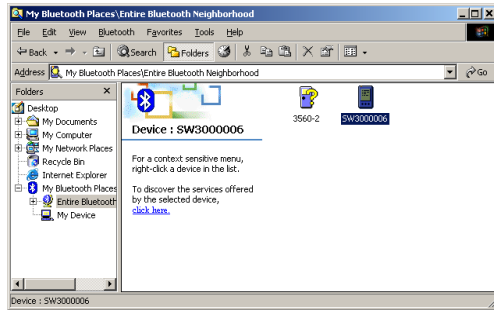 My Bluetooth Places\Entire Bluetooth Neighborhood
File Edit View Bluetooth Favorites Tools Help
Back Search Folders
Address My Bluetooth Places\Entire Bluetooth Neighborhood Go
Folders
Desktop
My Documents
My Computer
My Network Places
Recycle Bin
Internet Explorer
My Bluetooth Places
Entire Bluetooth
My Device
Device : SW3000006
For a context sensitive menu,
right-click a device in the list.
To discover the services offered
by the selected device,
click here.
3560-2
SW3000006
Device : SW3000006